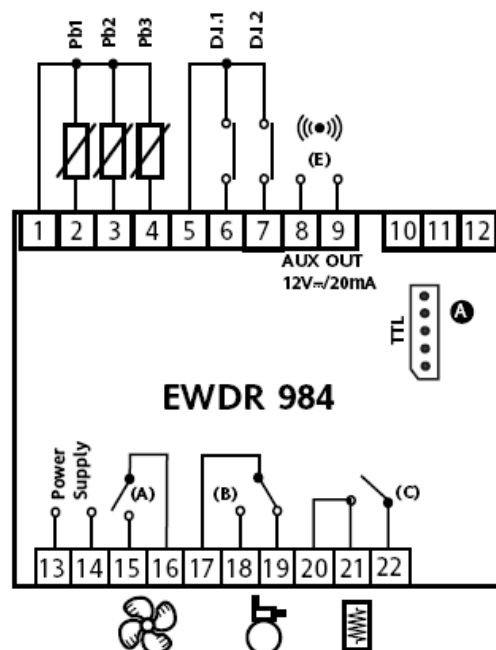 Pb1 Pb2 Pb3 D.I.1 D.I.2
(E)
1 2 3 4 5 6 7 8 9 10 11 12
AUX OUT
12V⎓/20mA
TTL
A
EWDR 984
Power
Supply
(A) (B) (C)
13 14 15 16 17 18 19 20 21 22